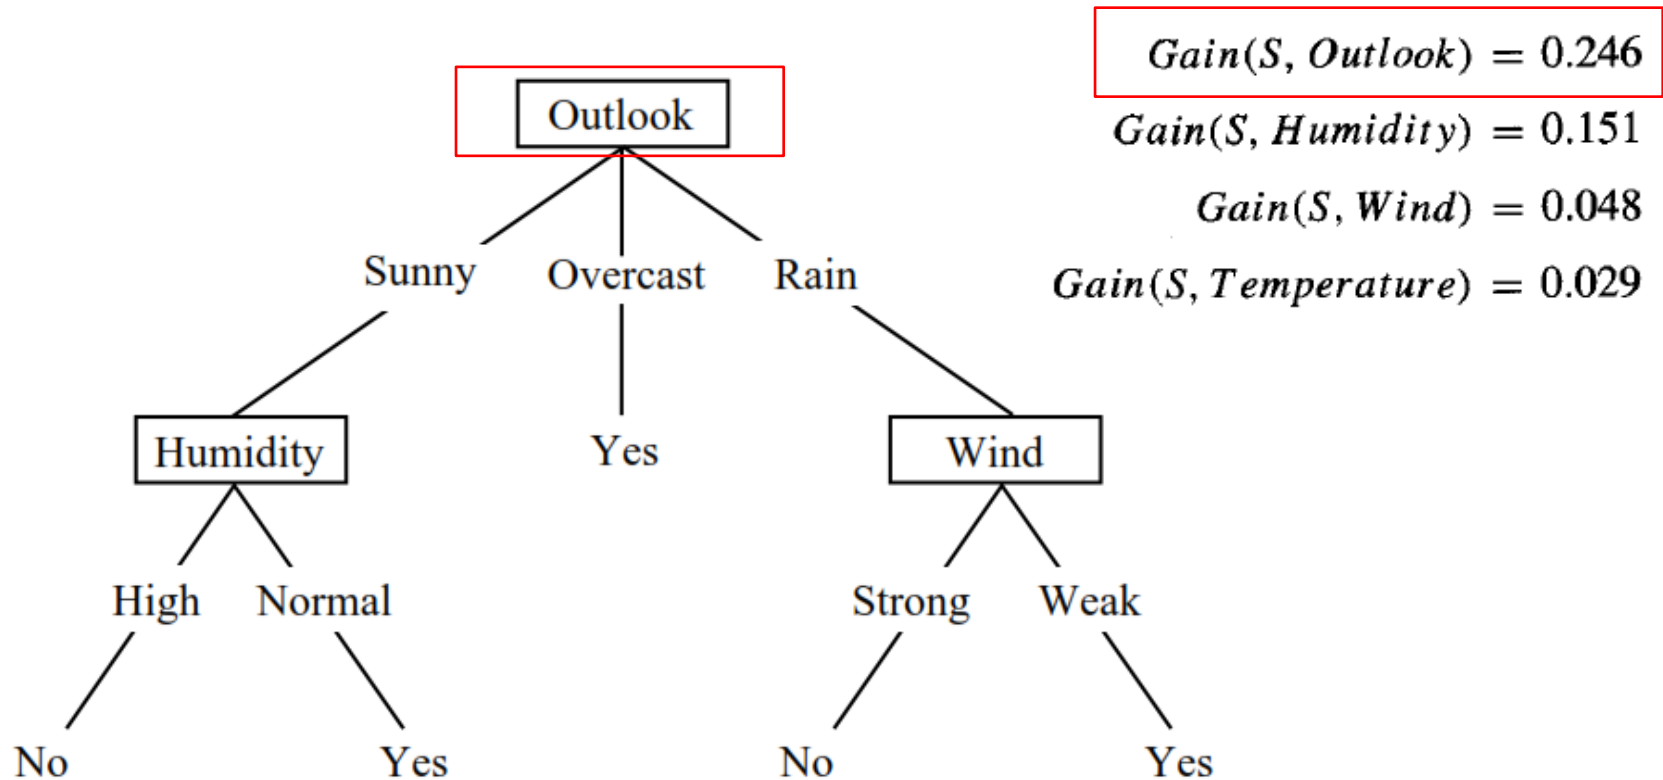 Gain(S, Outlook) = 0.246
Outlook
Gain(S, Humidity) = 0.151
Gain(S, Wind) = 0.048
Sunny Overcast Rain
Gain(S, Temperature) = 0.029
Humidity Yes Wind
High Normal Strong Weak
No Yes No Yes